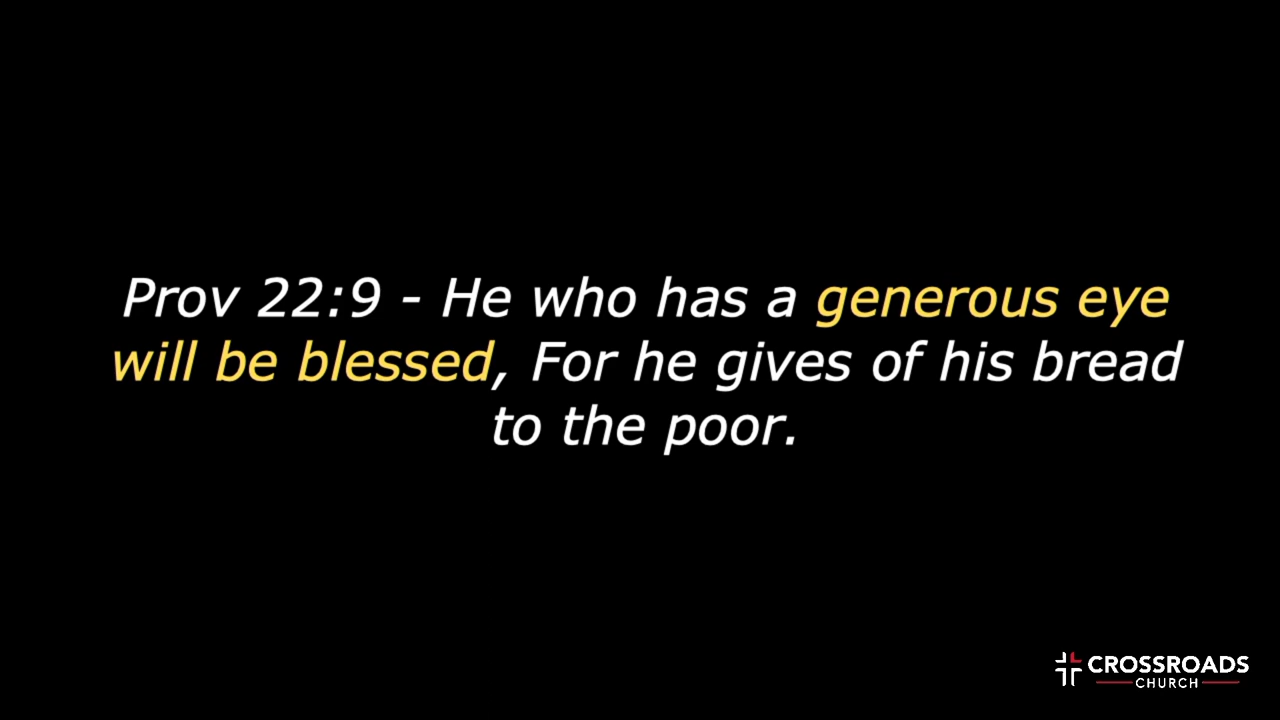 Prov 22:9 - He who has a generous eye
will be blessed, For he gives of his bread
to the poor.
CROSSROADS
CHURCH